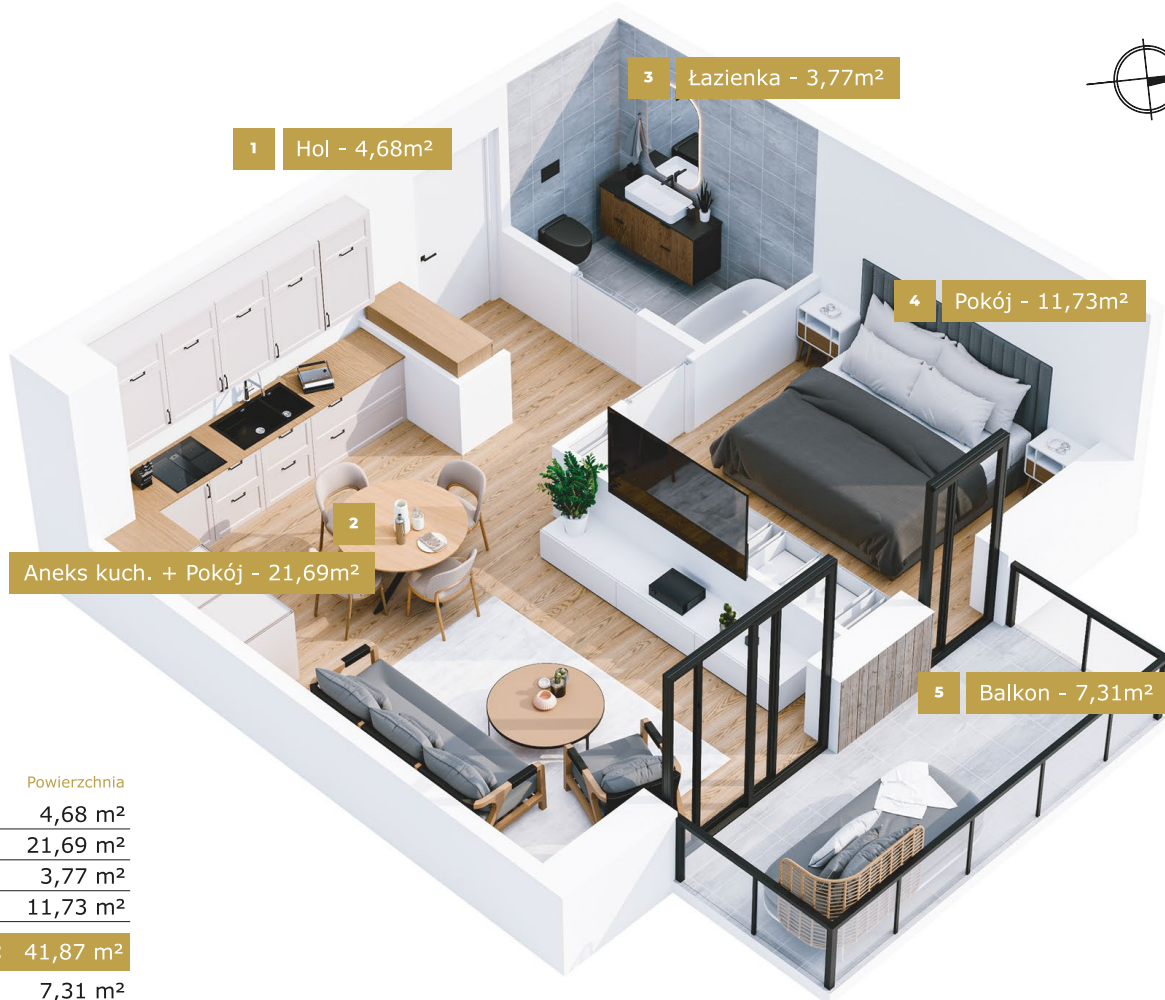 3 Łazienka - 3,77m²
1 Hol - 4,68m²
4 Pokój - 11,73m²
2
Aneks kuch. + Pokój - 21,69m²
5 Balkon - 7,31m²
Powierzchnia
4,68 m²
21,69 m²
3,77 m²
11,73 m²
41,87 m²
7,31 m²